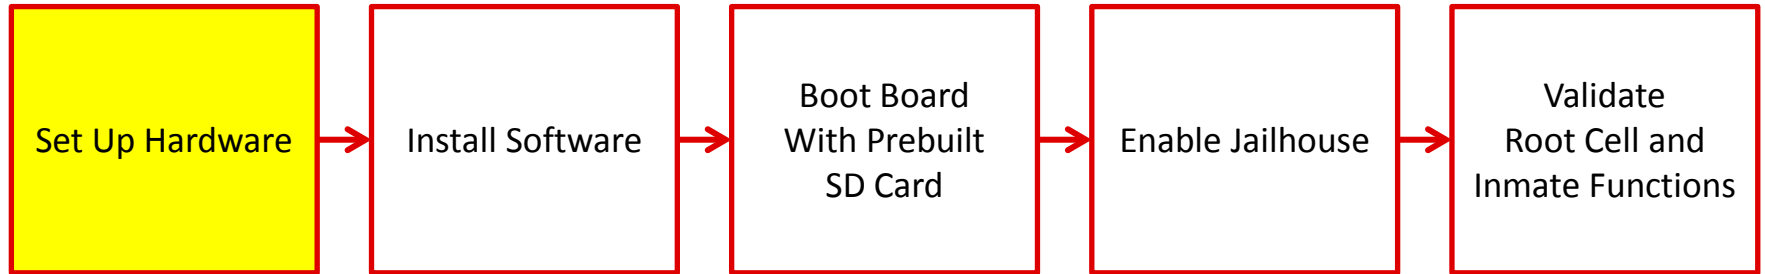 Set Up Hardware
Install Software
Boot Board
With Prebuilt
SD Card
Enable Jailhouse
Validate
Root Cell and
Inmate Functions